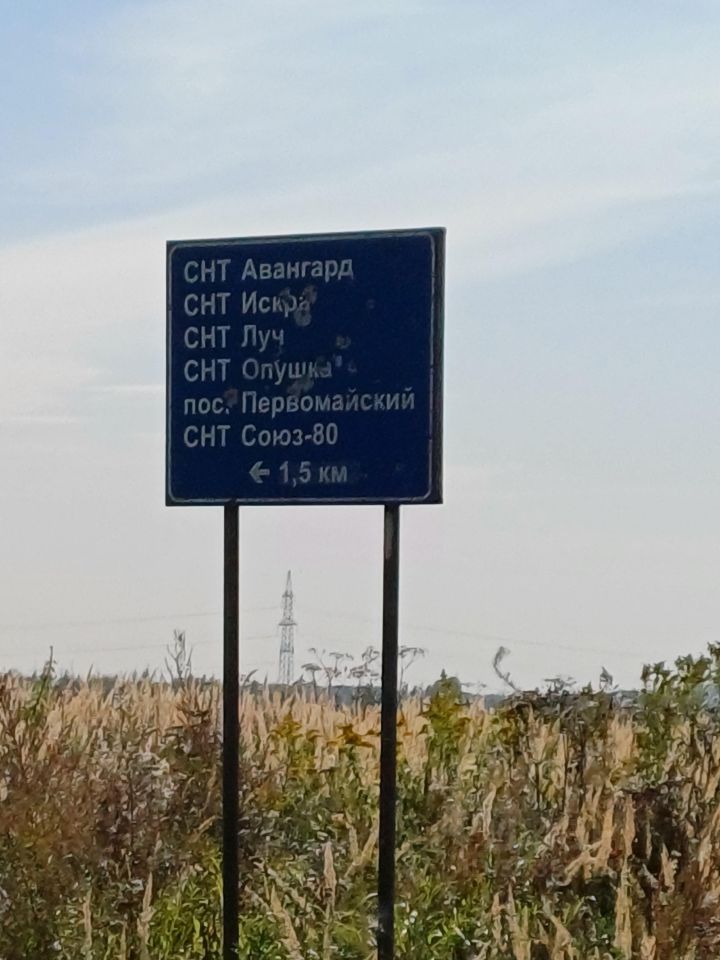 СНТ Авангард
СНТ Искра
СНТ Луч
СНТ Опушка
пос. Первомайский
СНТ Союз-80
← 1,5 км